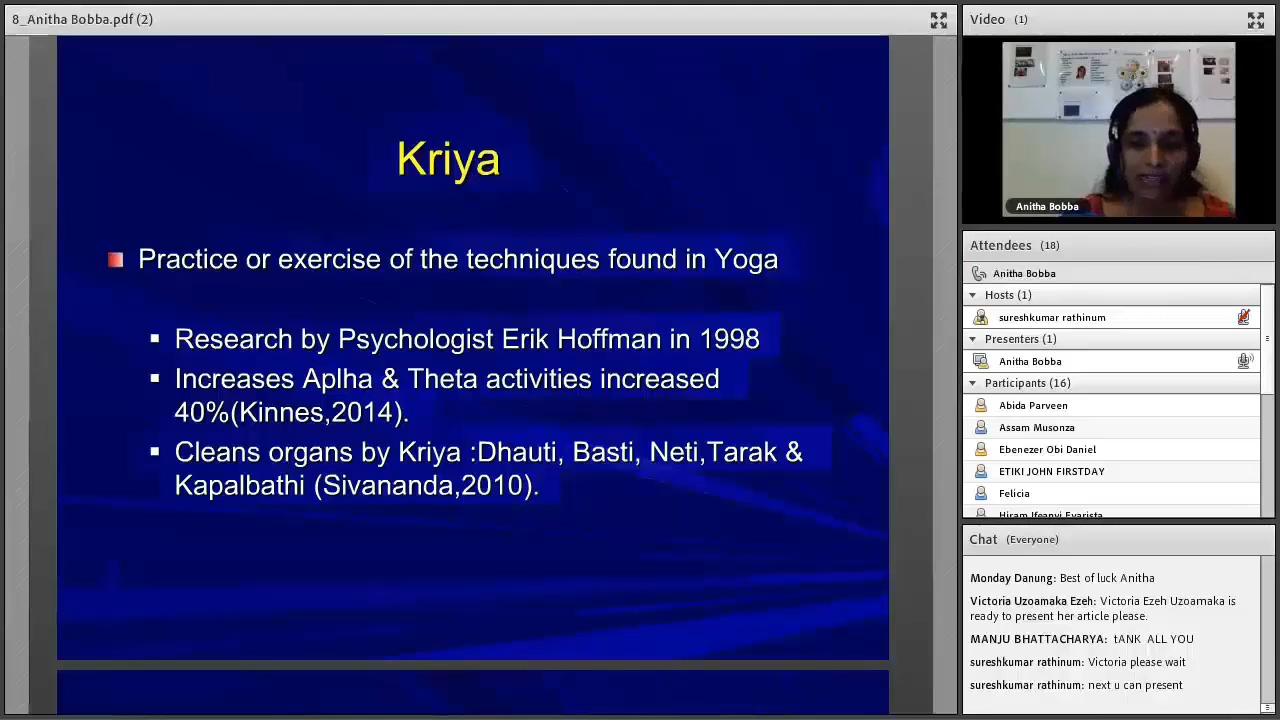 8_Anitha Bobba.pdf (2)
Kriya
Practice or exercise of the techniques found in Yoga
Research by Psychologist Erik Hoffman in 1998
Increases Aplha & Theta activities increased
40%(Kinnes,2014).
Cleans organs by Kriya :Dhauti, Basti, Neti,Tarak &
Kapalbathi (Sivananda,2010).
Video (1)
Anitha Bobba
Attendees (18)
Anitha Bobba
Hosts (1)
sureshkumar rathinum
Presenters (1)
Anitha Bobba
Participants (16)
Abida Parveen
Assam Musonza
Ebenezer Obi Daniel
ETIKI JOHN FIRSTDAY
Felicia
Hiram Ifeanyi Evarista
Chat (Everyone)
Monday Danung: Best of luck Anitha
Victoria Uzoamaka Ezeh: Victoria Ezeh Uzoamaka is
ready to present her article please.
MANJU BHATTACHARYA: tANK ALL YOU
sureshkumar rathinum: Victoria please wait
sureshkumar rathinum: next u can present